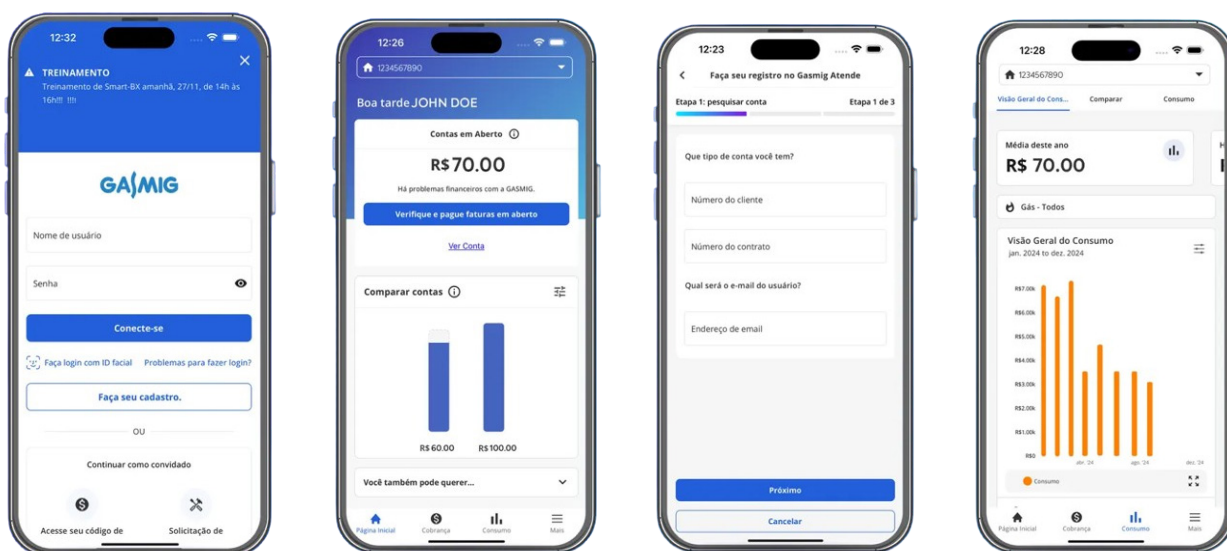 12:32
TREINAMENTO
Treinamento de Smart-BX amanhã, 27/11, de 14h às
16h!!! !!!!
GASMIG
Nome de usuário
Senha
Conecte-se
Faça login com ID facial
Problemas para fazer login?
Faça seu cadastro.
OU
Continuar como convidado
Acesse seu código de
Solicitação de
12:26
1234567890
Boa tarde JOHN DOE
Contas em Aberto
R$70.00
Há problemas financeiros com a GASMIG.
Verifique e pague faturas em aberto
Ver Conta
Comparar contas
R$ 60.00
R$100.00
Você também pode querer...
Página Inicial
Cobrança
Consumo
Mais
12:23
Faça seu registro no Gasmig Atende
Etapa 1: pesquisar conta
Etapa 1 de 3
Que tipo de conta você tem?
Número do cliente
Número do contrato
Qual será o e-mail do usuário?
Endereço de email
Próximo
Cancelar
12:28
1234567890
Visão Geral do Cons...
Comparar
Consumo
Média deste ano
R$ 70.00
Gás - Todos
Visão Geral do Consumo
jan. 2024 to dez. 2024
R$7.00k
R$6.00k
R$5.00k
R$4.00k
R$3.00k
R$2.00k
R$1.00k
R$0
abr. '24
ago. '24
dez. '24
Consumo
Página Inicial
Cobrança
Consumo
Mais